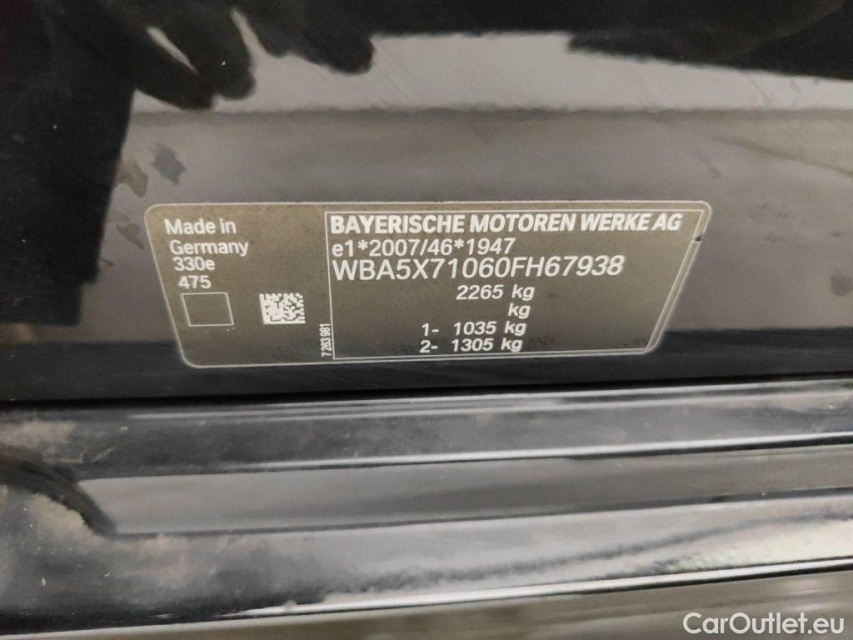 Made in
Germany
330e
475
7 263 981
BAYERISCHE MOTOREN WERKE AG
e1*2007/46*1947
WBA5X71060FH67938
2265 kg
kg
1- 1035 kg
2- 1305 kg
CarOutlet.eu